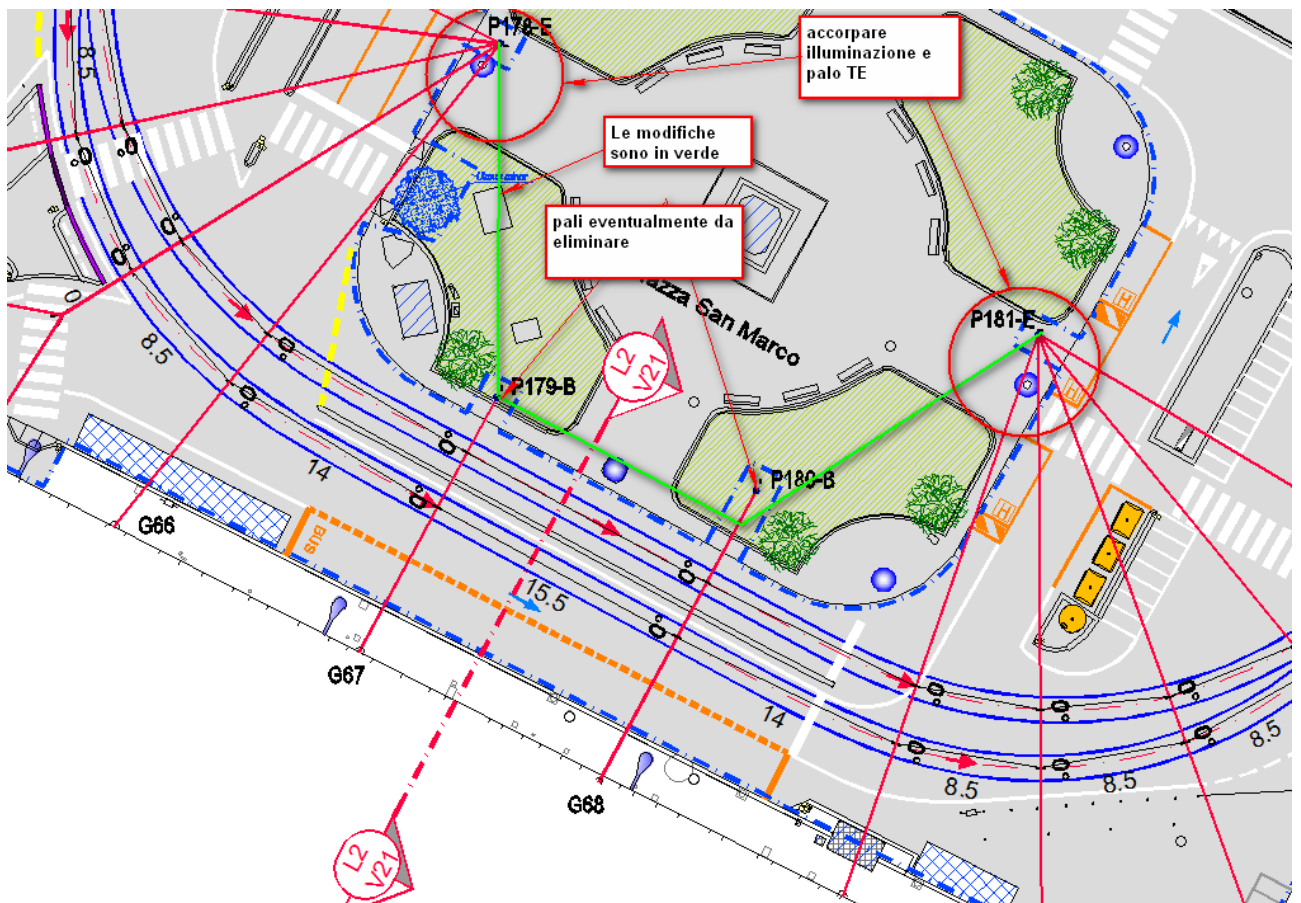 P178-E
accorpare
illuminazione e
palo TE
8.5
Le modifiche
sono in verde
pali eventualmente da
eliminare
azza San Marco
P181-E
H
H
0
8.5
L2
V21
P179-B
P180-B
H
14
G66
BUS
15.5
G67
14
G68
8.5
8.5
8.5
L2
V21